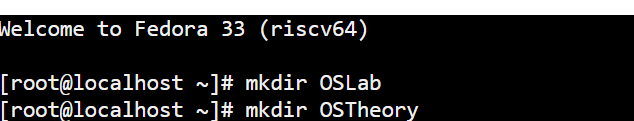 Welcome to Fedora 33 (riscv64)
[root@localhost ~]# mkdir OSLab
[root@localhost ~]# mkdir OSTheory